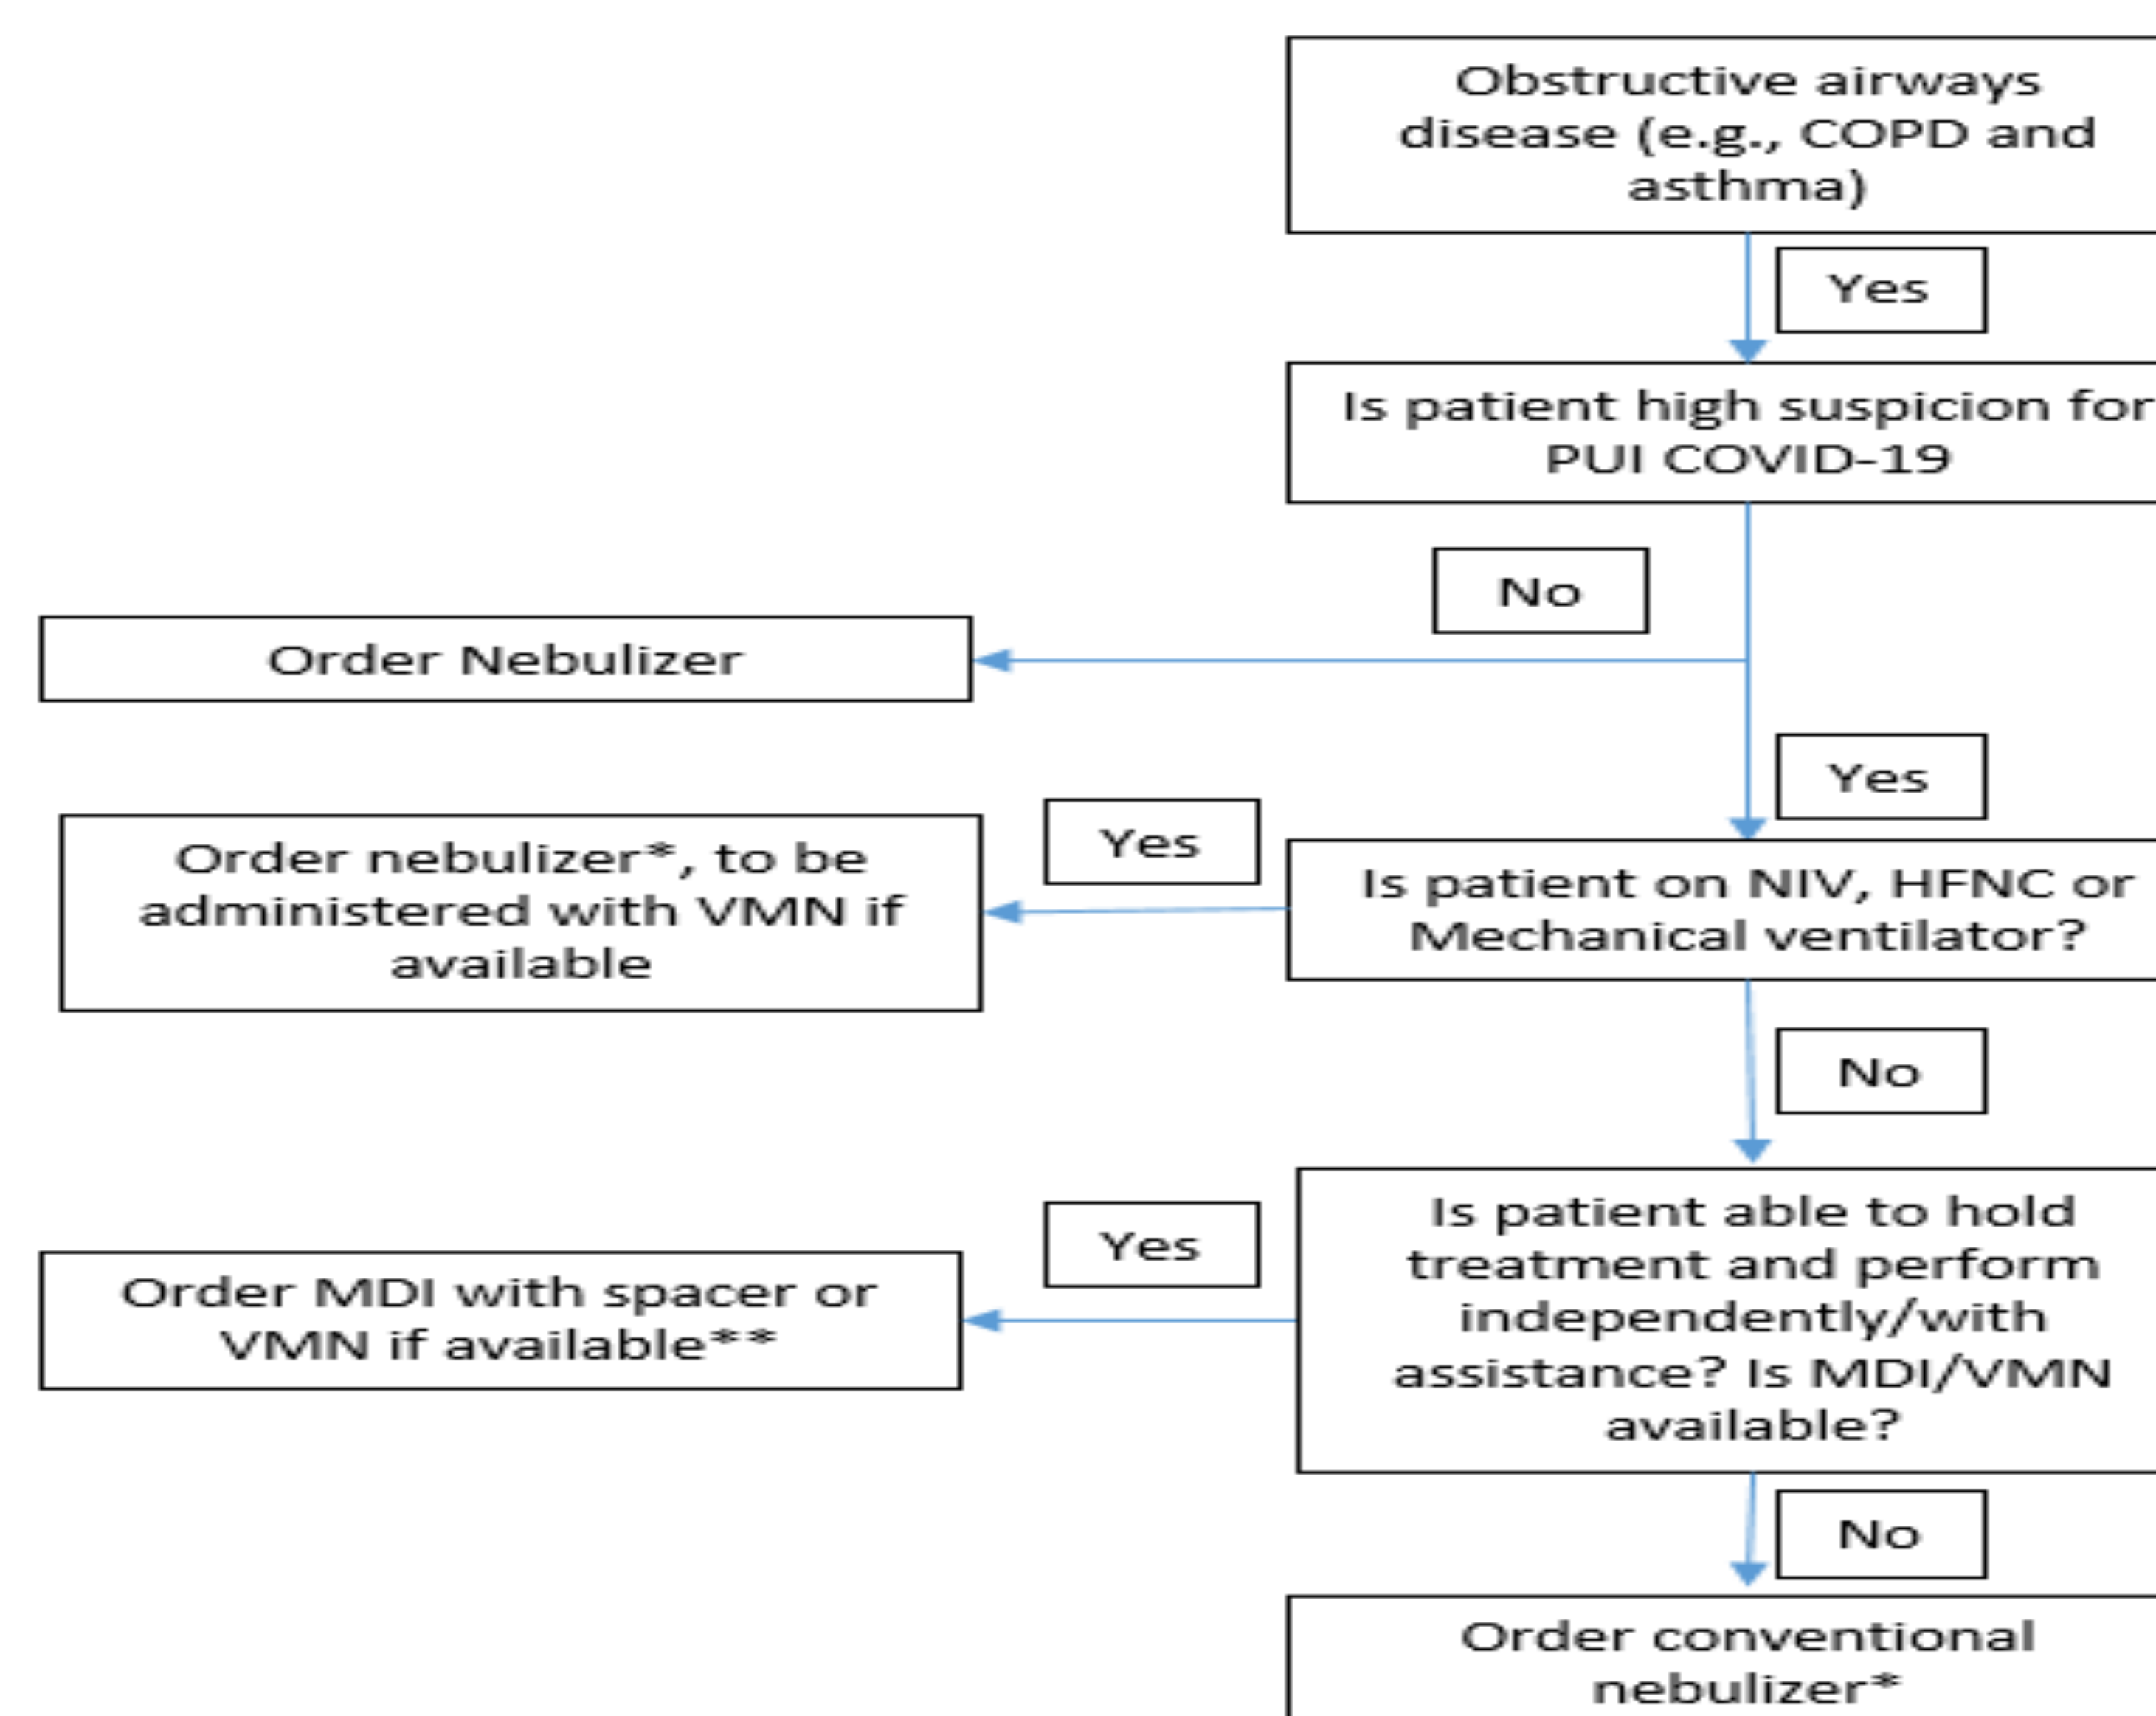 Obstructive airways
disease (e.g., COPD and
asthma)
Yes
Is patient high suspicion for
PUI COVID-19
No
Order Nebulizer
Yes
Yes
Order nebulizer*, to be
administered with VMN if
available
Is patient on NIV, HFNC or
Mechanical ventilator?
No
Is patient able to hold
treatment and perform
independently/with
assistance? Is MDI/VMN
available?
Yes
Order MDI with spacer or
VMN if available**
No
Order conventional
nebulizer*